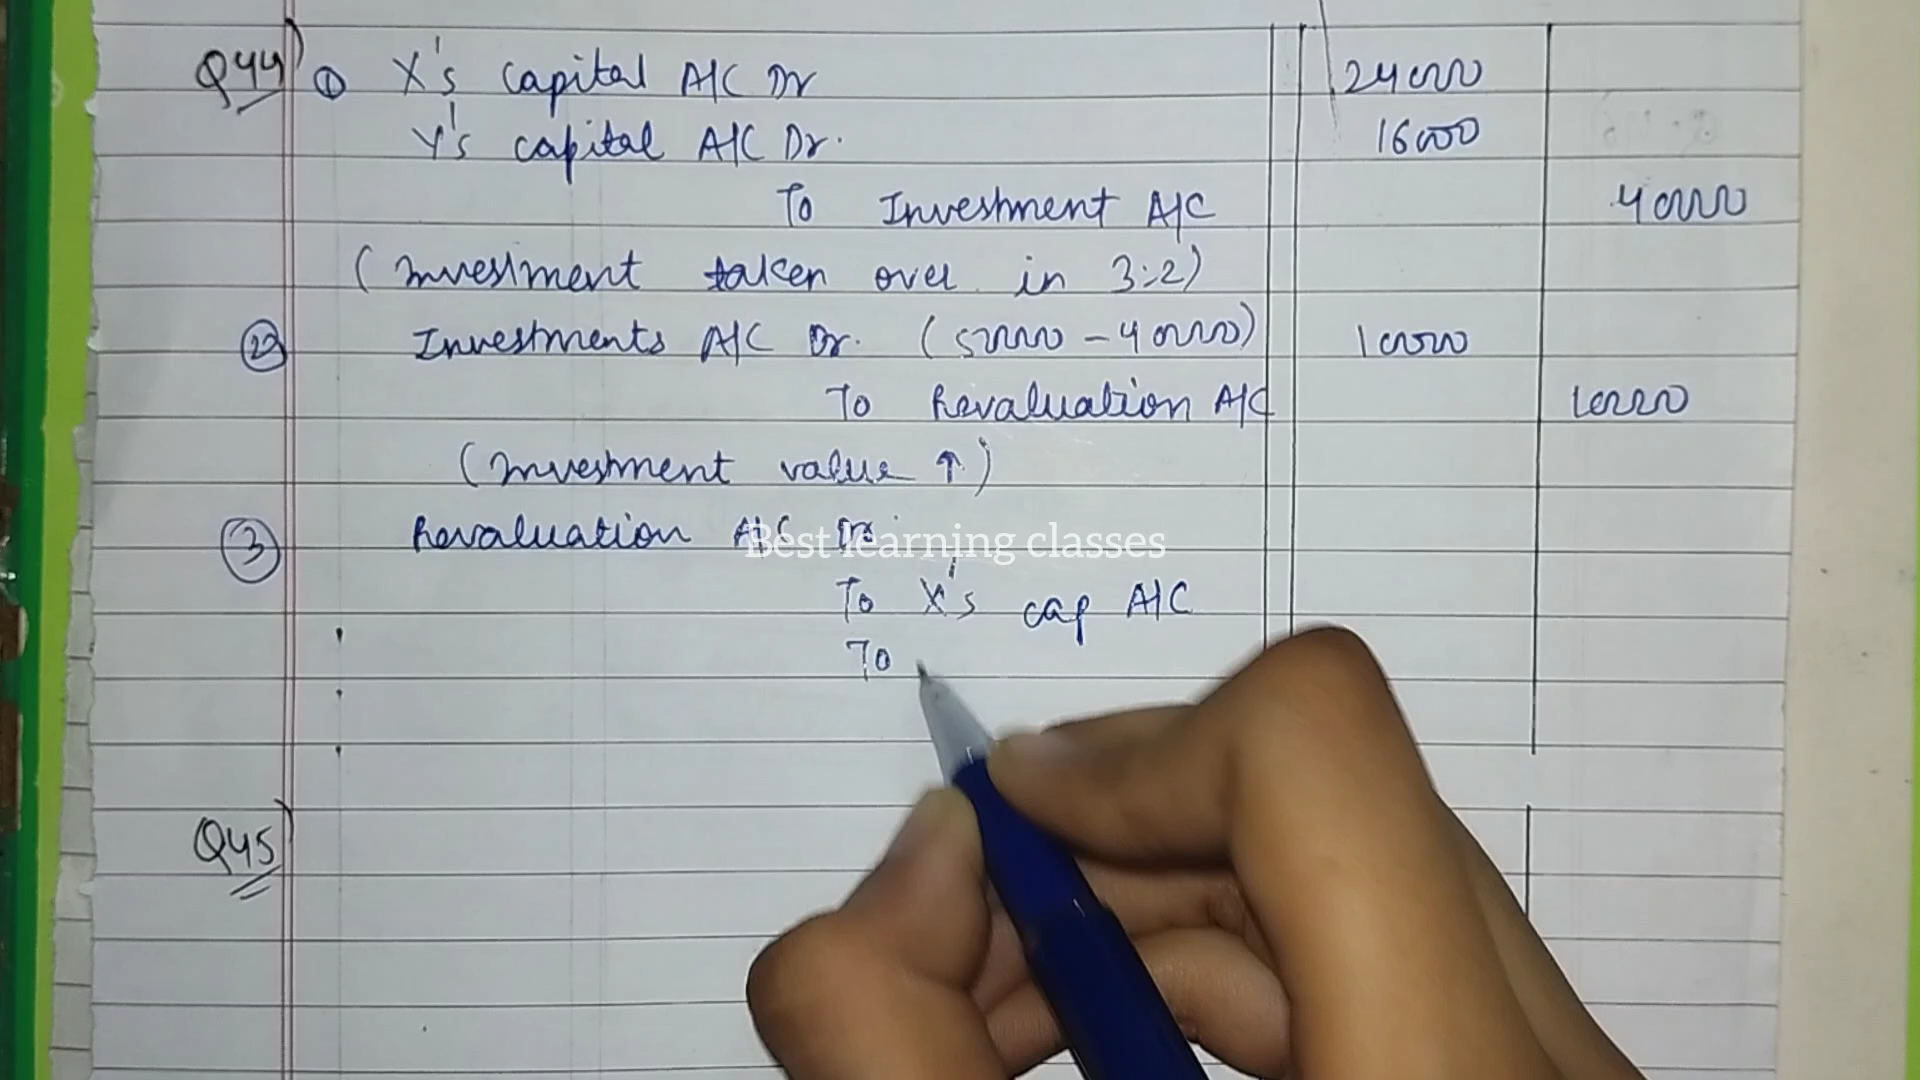 Q44) ① X's capital A/C Dr 24000
Y's capital A/C Dr. 16000
To Investment A/C 40000
(Investment taken over in 3:2)
② Investments A/C Dr. (50000 - 40000) 10000
To Revaluation A/C 10000
(Investment value ↑)
③ Revaluation A/C Dr.
Best learning classes
To X's cap A/C
To
Q45)